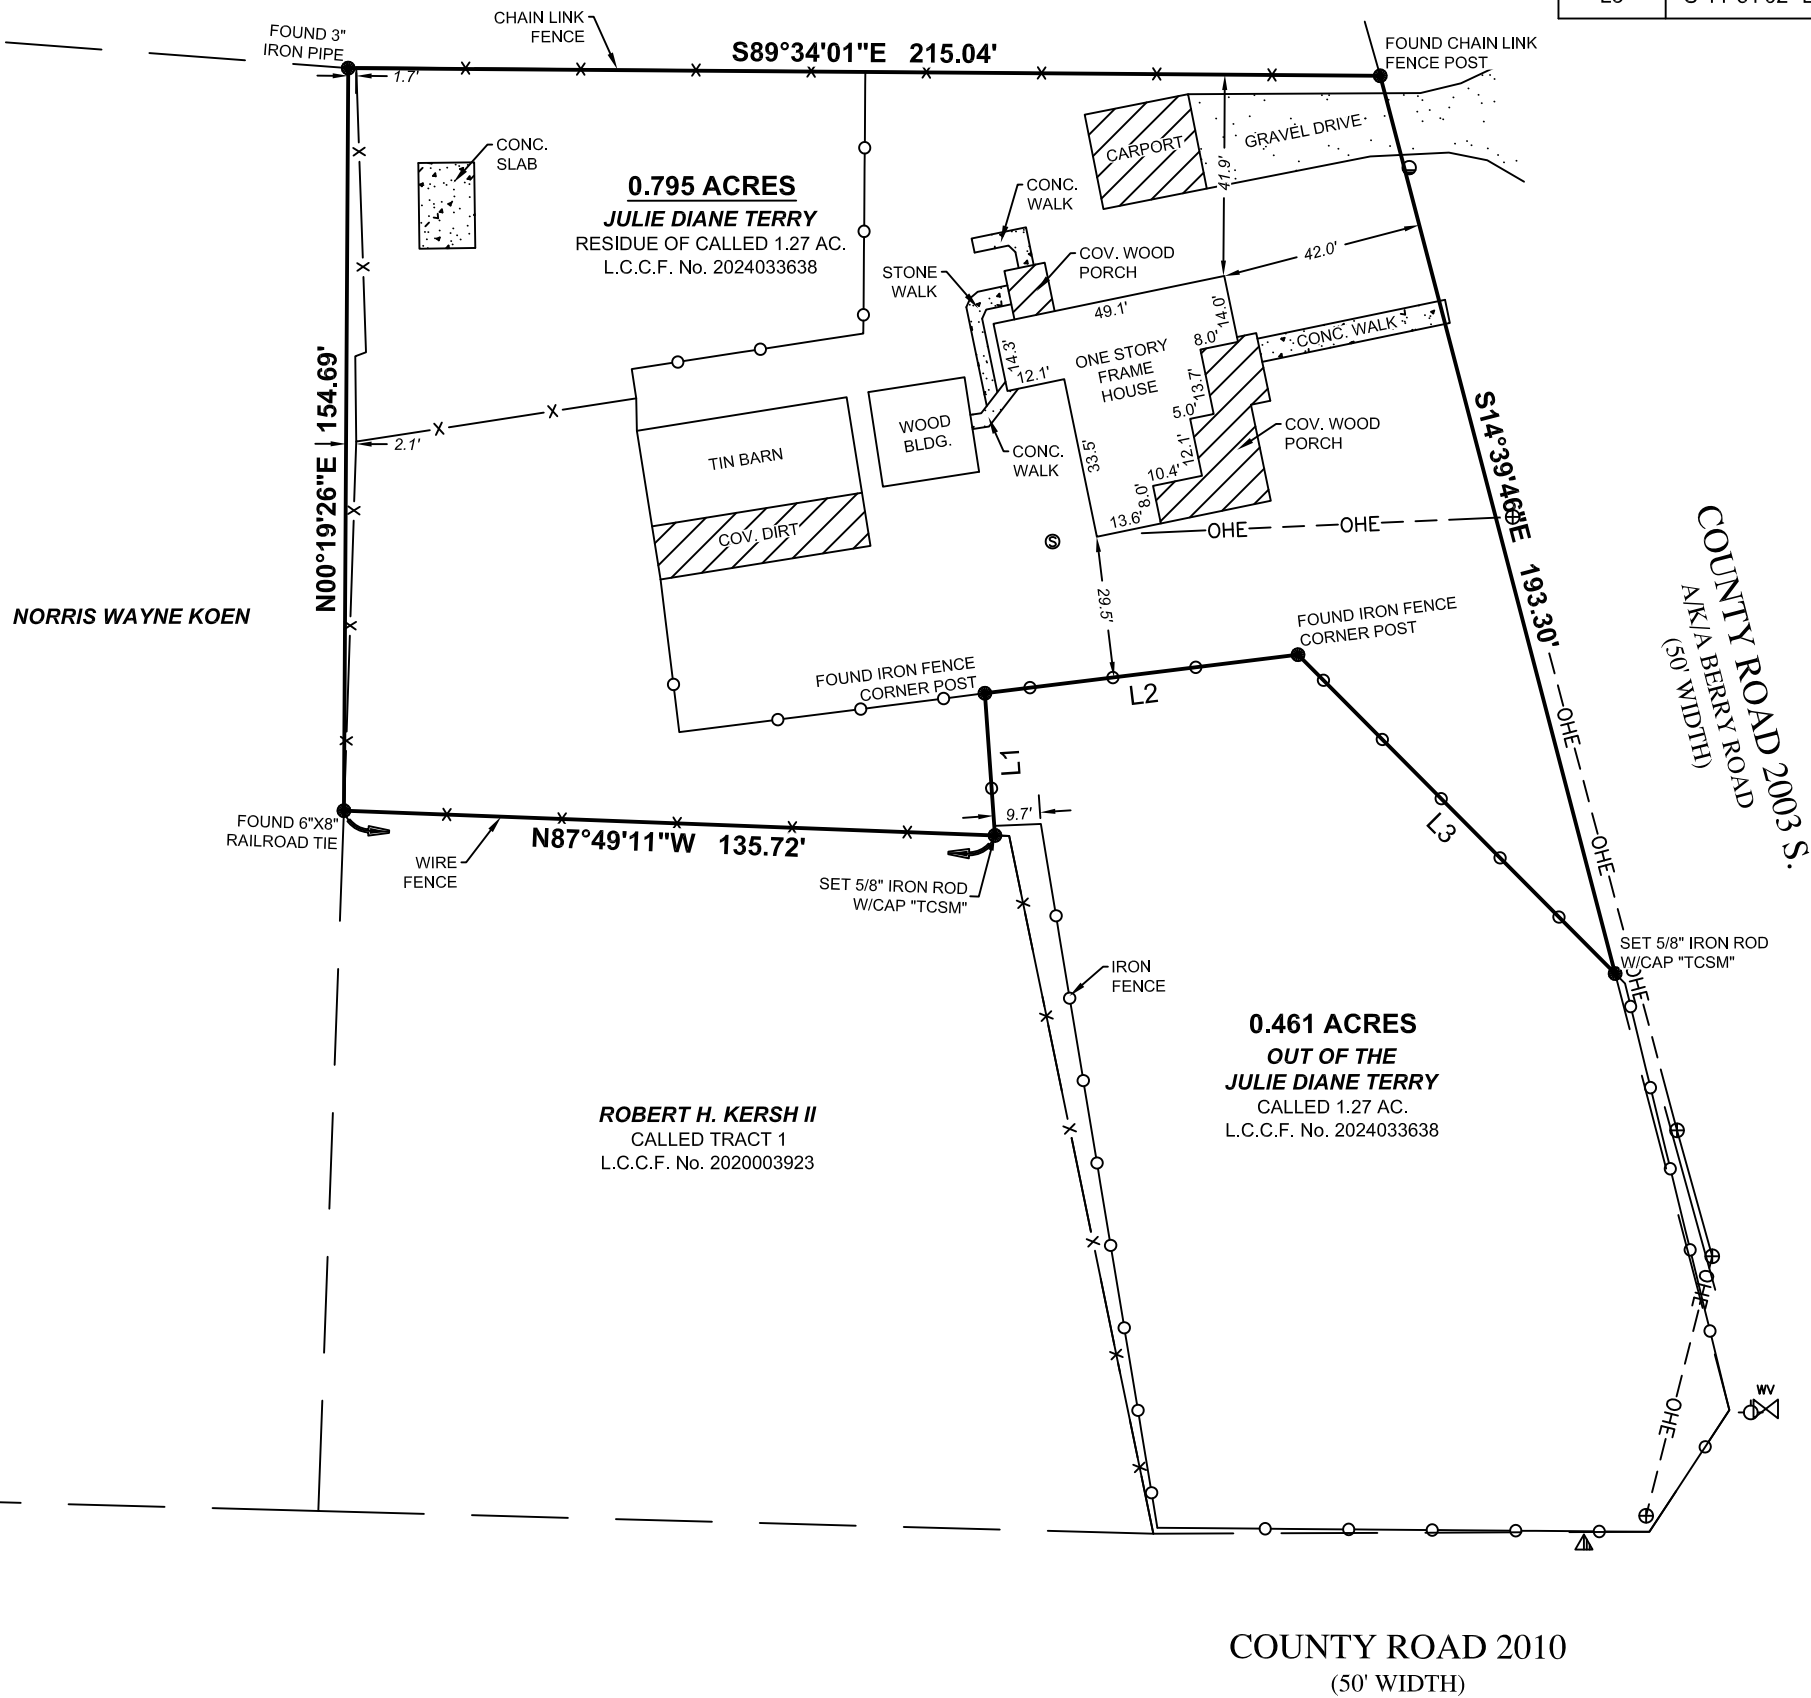 CHAIN LINK
FENCE
FOUND 3"
IRON PIPE
S89°34'01"E 215.04'
FOUND CHAIN LINK
FENCE POST
1.7'
CONC.
SLAB
0.795 ACRES
JULIE DIANE TERRY
RESIDUE OF CALLED 1.27 AC.
L.C.C.F. No. 2024033638
CARPORT
GRAVEL DRIVE
41.9'
CONC.
WALK
COV. WOOD
PORCH
STONE
WALK
42.0'
49.1'
14.0'
8.0'
CONC. WALK
14.3'
12.1'
ONE STORY
FRAME
HOUSE
13.7'
5.0'
12.1'
10.4'
8.0'
13.6'
33.5'
COV. WOOD
PORCH
WOOD
BLDG.
CONC.
WALK
TIN BARN
COV. DIRT
N00°19'26"E 154.69'
2.1'
S
OHE
OHE
S14°39'46"E 193.30'
COUNTY ROAD 2003 S.
A/K/A BERRY ROAD
(50' WIDTH)
NORRIS WAYNE KOEN
29.5'
FOUND IRON FENCE
CORNER POST
FOUND IRON FENCE
CORNER POST
L2
L1
OHE
9.7'
L3
OHE
FOUND 6"X8"
RAILROAD TIE
N87°49'11"W 135.72'
WIRE
FENCE
SET 5/8" IRON ROD
W/CAP "TCSM"
SET 5/8" IRON ROD
W/CAP "TCSM"
OHE
IRON
FENCE
0.461 ACRES
OUT OF THE
JULIE DIANE TERRY
CALLED 1.27 AC.
L.C.C.F. No. 2024033638
ROBERT H. KERSH II
CALLED TRACT 1
L.C.C.F. No. 2020003923
OHE
WV
OHE
COUNTY ROAD 2010
(50' WIDTH)